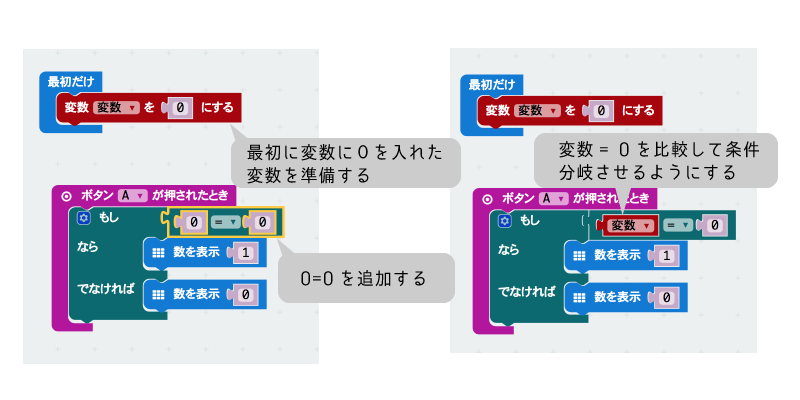 最初だけ
変数 変数 ▼ を 0 にする
最初に変数に 0 を入れた
変数を準備する
ボタン A ▼ が押されたとき
もし 0 = ▼ 0
なら 数を表示 1
0=0 を追加する
でなければ 数を表示 0
最初だけ
変数 変数 ▼ を 0 にする
変数 = 0 を比較して条件
分岐させるようにする
ボタン A ▼ が押されたとき
もし 変数 ▼ = ▼ 0
なら 数を表示 1
でなければ 数を表示 0